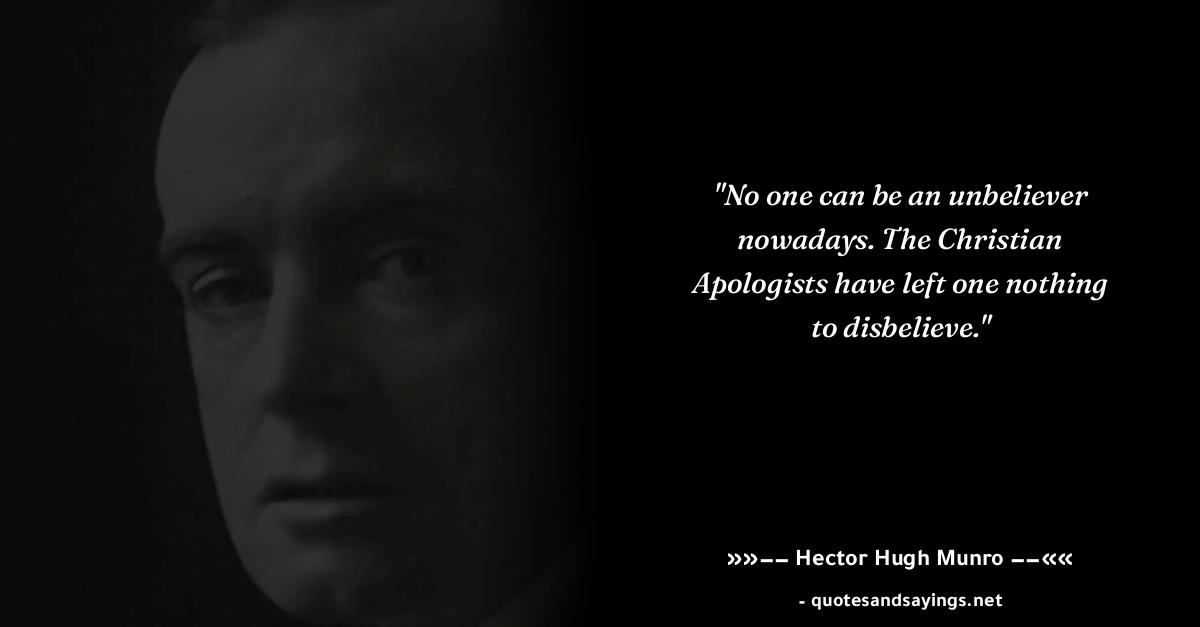 "No one can be an unbeliever
nowadays. The Christian
Apologists have left one nothing
to disbelieve."
»»−− Hector Hugh Munro −−««
- quotesandsayings.net